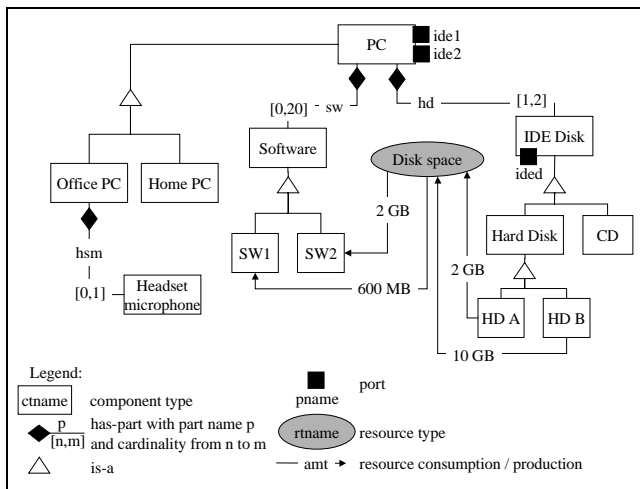 PC
ide1
ide2
[0,20]
sw
hd
[1,2]
Software
Disk space
IDE Disk
ided
Office PC
Home PC
2 GB
Hard Disk
CD
hsm
SW1
SW2
2 GB
[0,1]
Headset
microphone
600 MB
HD A
HD B
10 GB
Legend:
ctname
component type
port
pname
p
[n,m]
has-part with part name p
and cardinality from n to m
rtname
resource type
is-a
amt
resource consumption / production